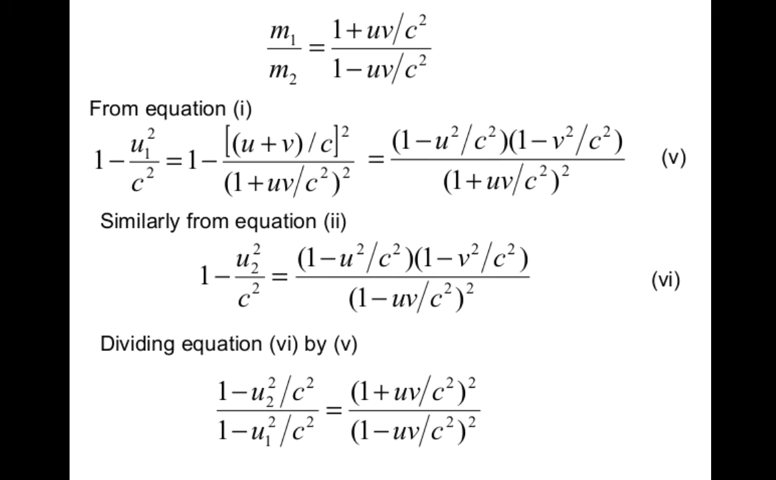 m₁/m₂ = (1+uv/c²)/(1−uv/c²)
From equation (i)
1−u₁²/c² = 1−[(u+v)/c]²/(1+uv/c²)² = (1−u²/c²)(1−v²/c²)/(1+uv/c²)² (v)
Similarly from equation (ii)
1−u₂²/c² = (1−u²/c²)(1−v²/c²)/(1−uv/c²)² (vi)
Dividing equation (vi) by (v)
(1−u₂²/c²)/(1−u₁²/c²) = (1+uv/c²)²/(1−uv/c²)²